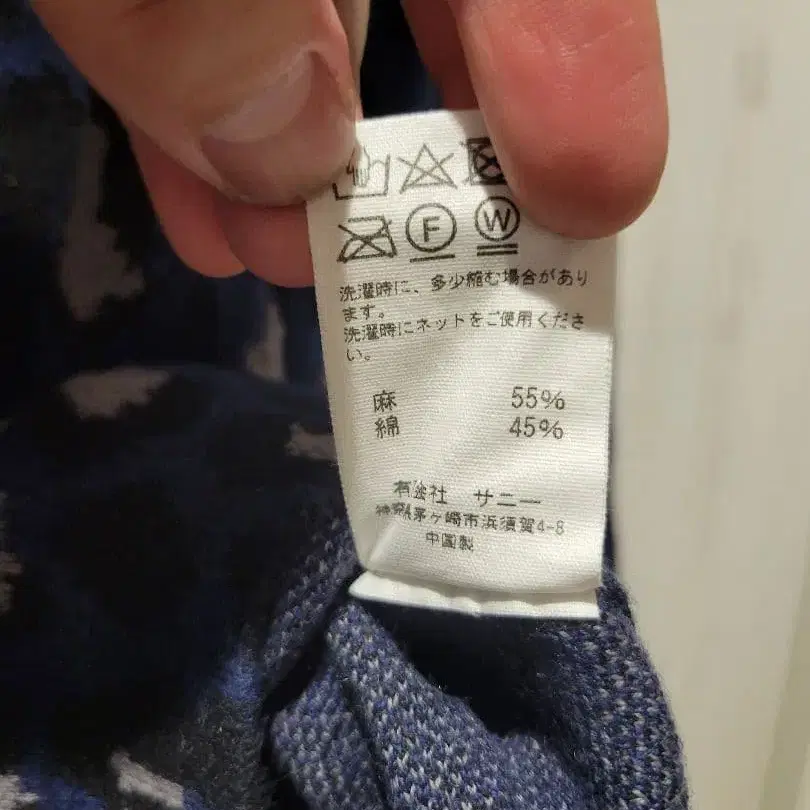 F W
洗濯時に、多少縮む場合があり
ます。
洗濯時にネットをご使用くださ
い。
麻 55%
綿 45%
有限会社 サニー
神奈川県茅ヶ崎市浜須賀4-8
中国製